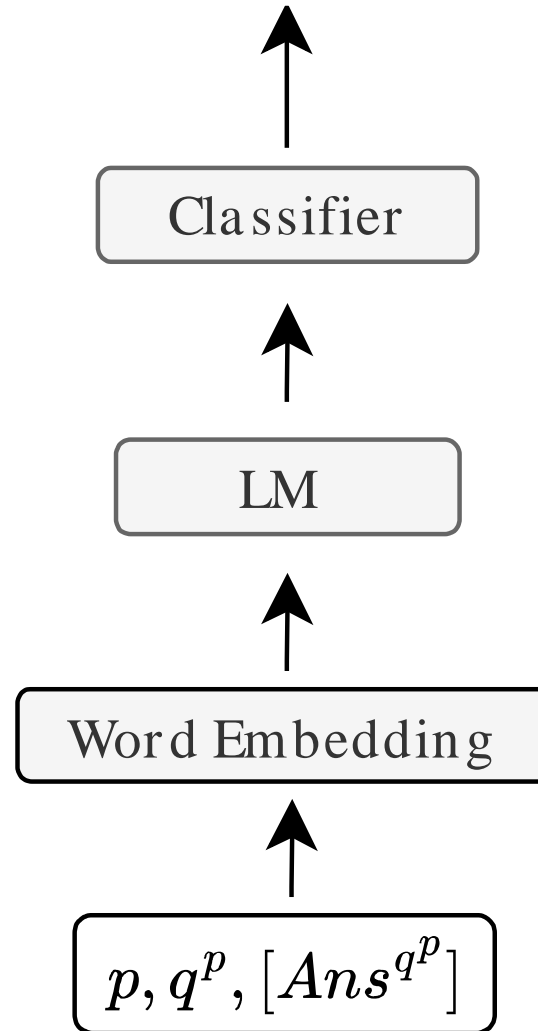 Classifier
LM
Word Embedding
$p, q^p, [Ans^{q^p}]$